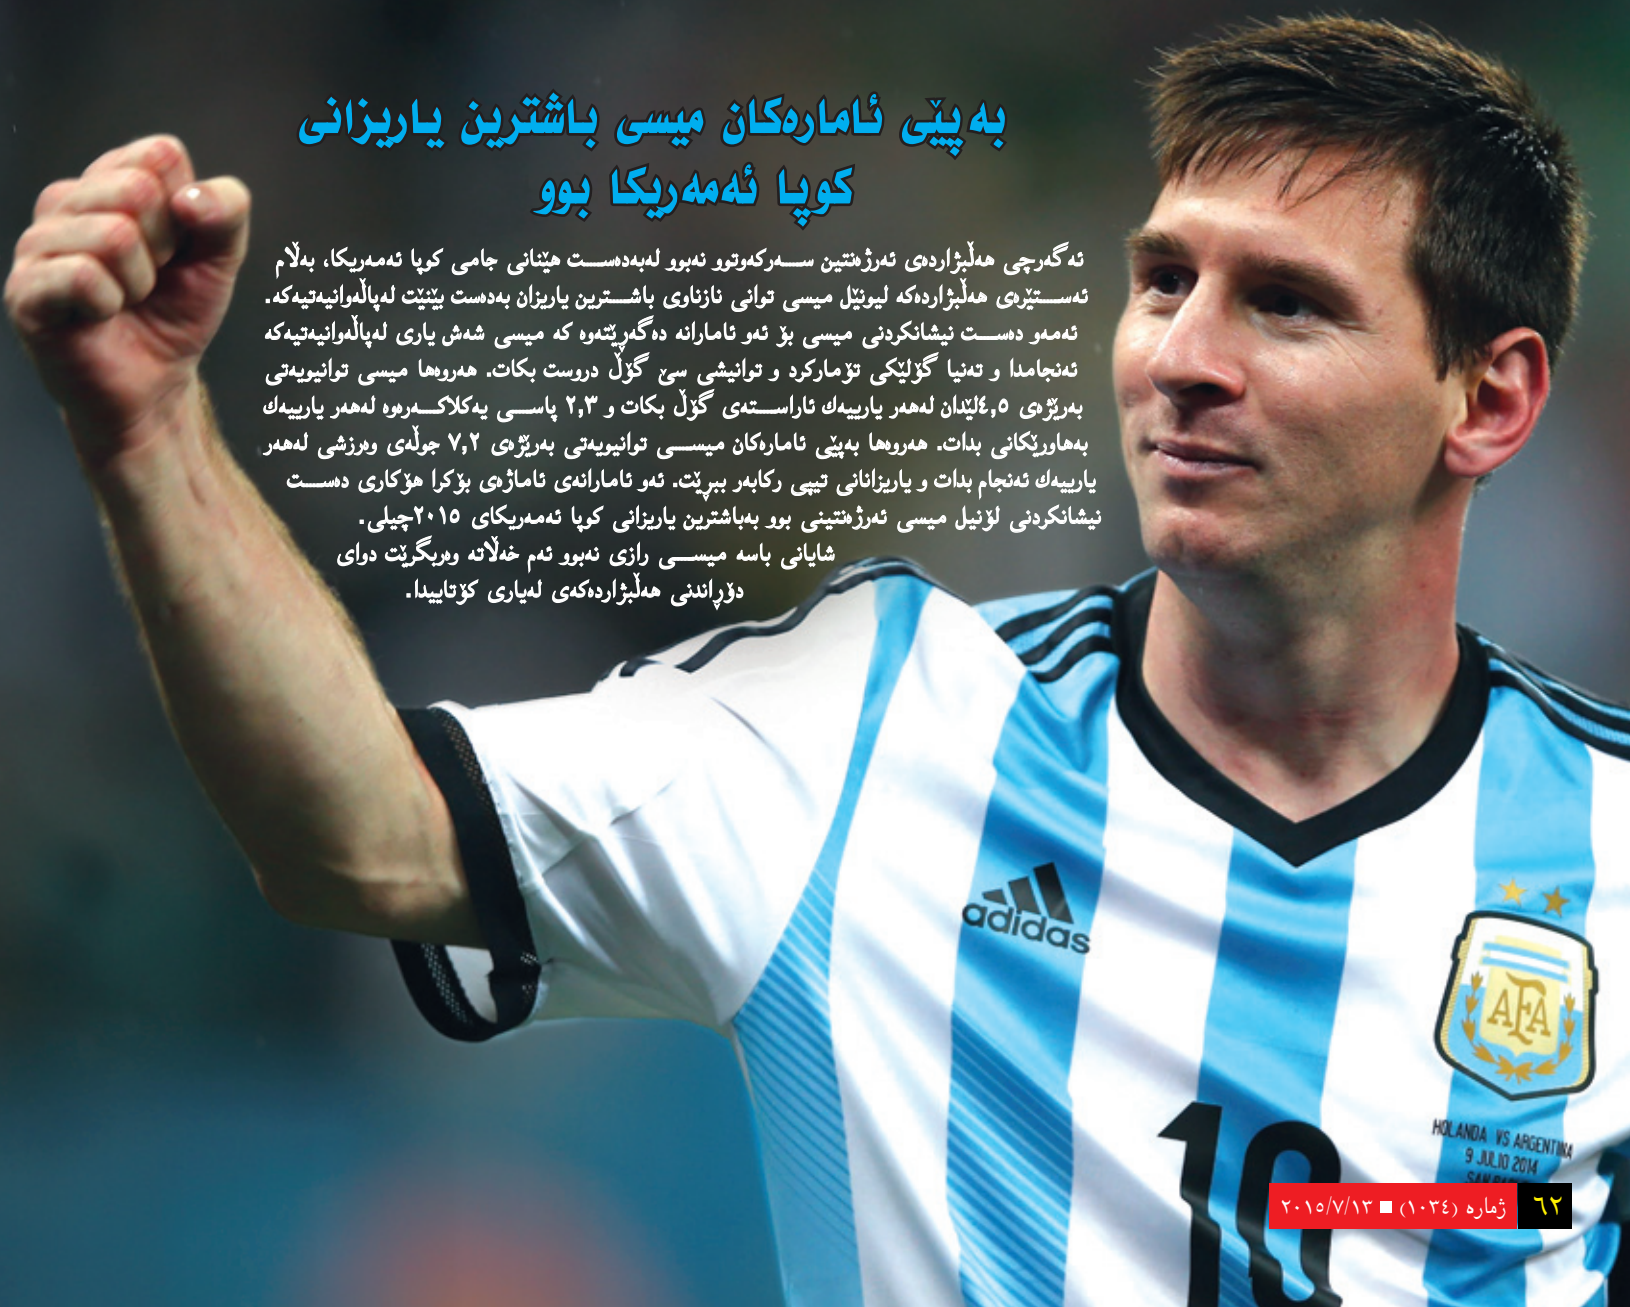 بەپێی ئامارەکان میسی باشترین یاریزانی
کوپا ئەمەریکا بوو
ئەگەرچی هەڵبژاردەی ئەرژەنتین سەرکەوتوو نەبوو لەبەدەست هێنانی جامی کوپا ئەمەریکا، بەڵام
ئەستێرەی هەڵبژاردەکە لیونێل میسی توانی نازناوی باشترین یاریزان بەدەست بێنێت لەپاڵەوانیەتیەکە.
ئەمەو دەست نیشانکردنی میسی بۆ ئەو ئامارانە دەگەڕێتەوە کە میسی شەش یاری لەپاڵەوانیەتیەکە
ئەنجامدا و تەنیا گۆلێکی تۆمارکرد و توانیشی سێ گۆڵ دروست بکات. هەروەها میسی توانیویەتی
بەرێژەی ٤,٥لێدان لەهەر یارییەك ئاراستەی گۆڵ بکات و ٢,٣ پاسی یەکلاکەرەوە لەهەر یارییەك
بەهاوڕێکانی بدات. هەروەها بەپێی ئامارەکان میسی توانیویەتی بەرێژەی ٧,٢ جوڵەی وەرزشی لەهەر
یارییەك ئەنجام بدات و یاریزانانی تیپی رکابەر ببڕێت. ئەو ئامارانەی ئاماژەی بۆکرا هۆکاری دەست
نیشانکردنی لۆنیل میسی ئەرژەنتینی بوو بەباشترین یاریزانی کوپا ئەمەریکای ٢٠١٥چیلی.
شایانی باسە میسی رازی نەبوو ئەم خەڵاتە وەربگرێت دوای
دۆڕاندنی هەڵبژاردەکەی لەیاری کۆتاییدا.
adidas
AFA
HOLANDA VS ARGENTINA
9 JULIO 2014
10
٦٢ ژمارە (١٠٣٤) ■ ٢٠١٥/٧/١٣